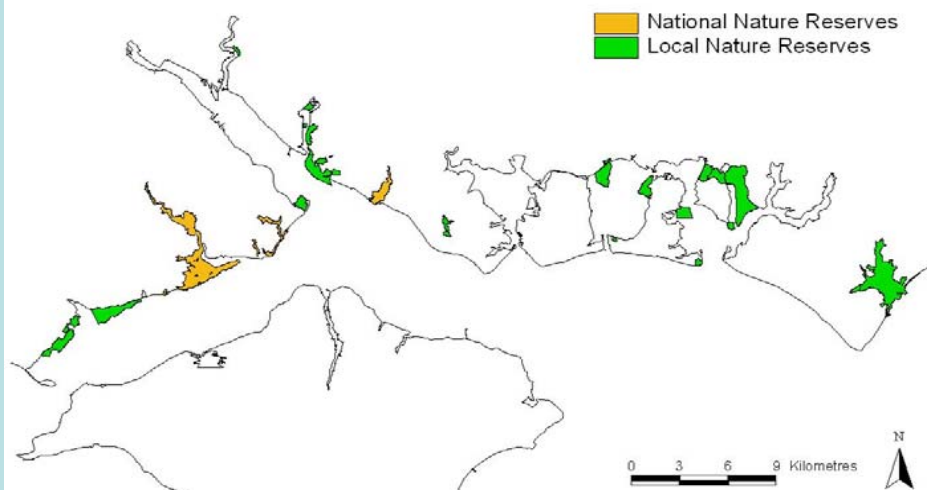 National Nature Reserves
Local Nature Reserves
N
0 3 6 9 Kilometres